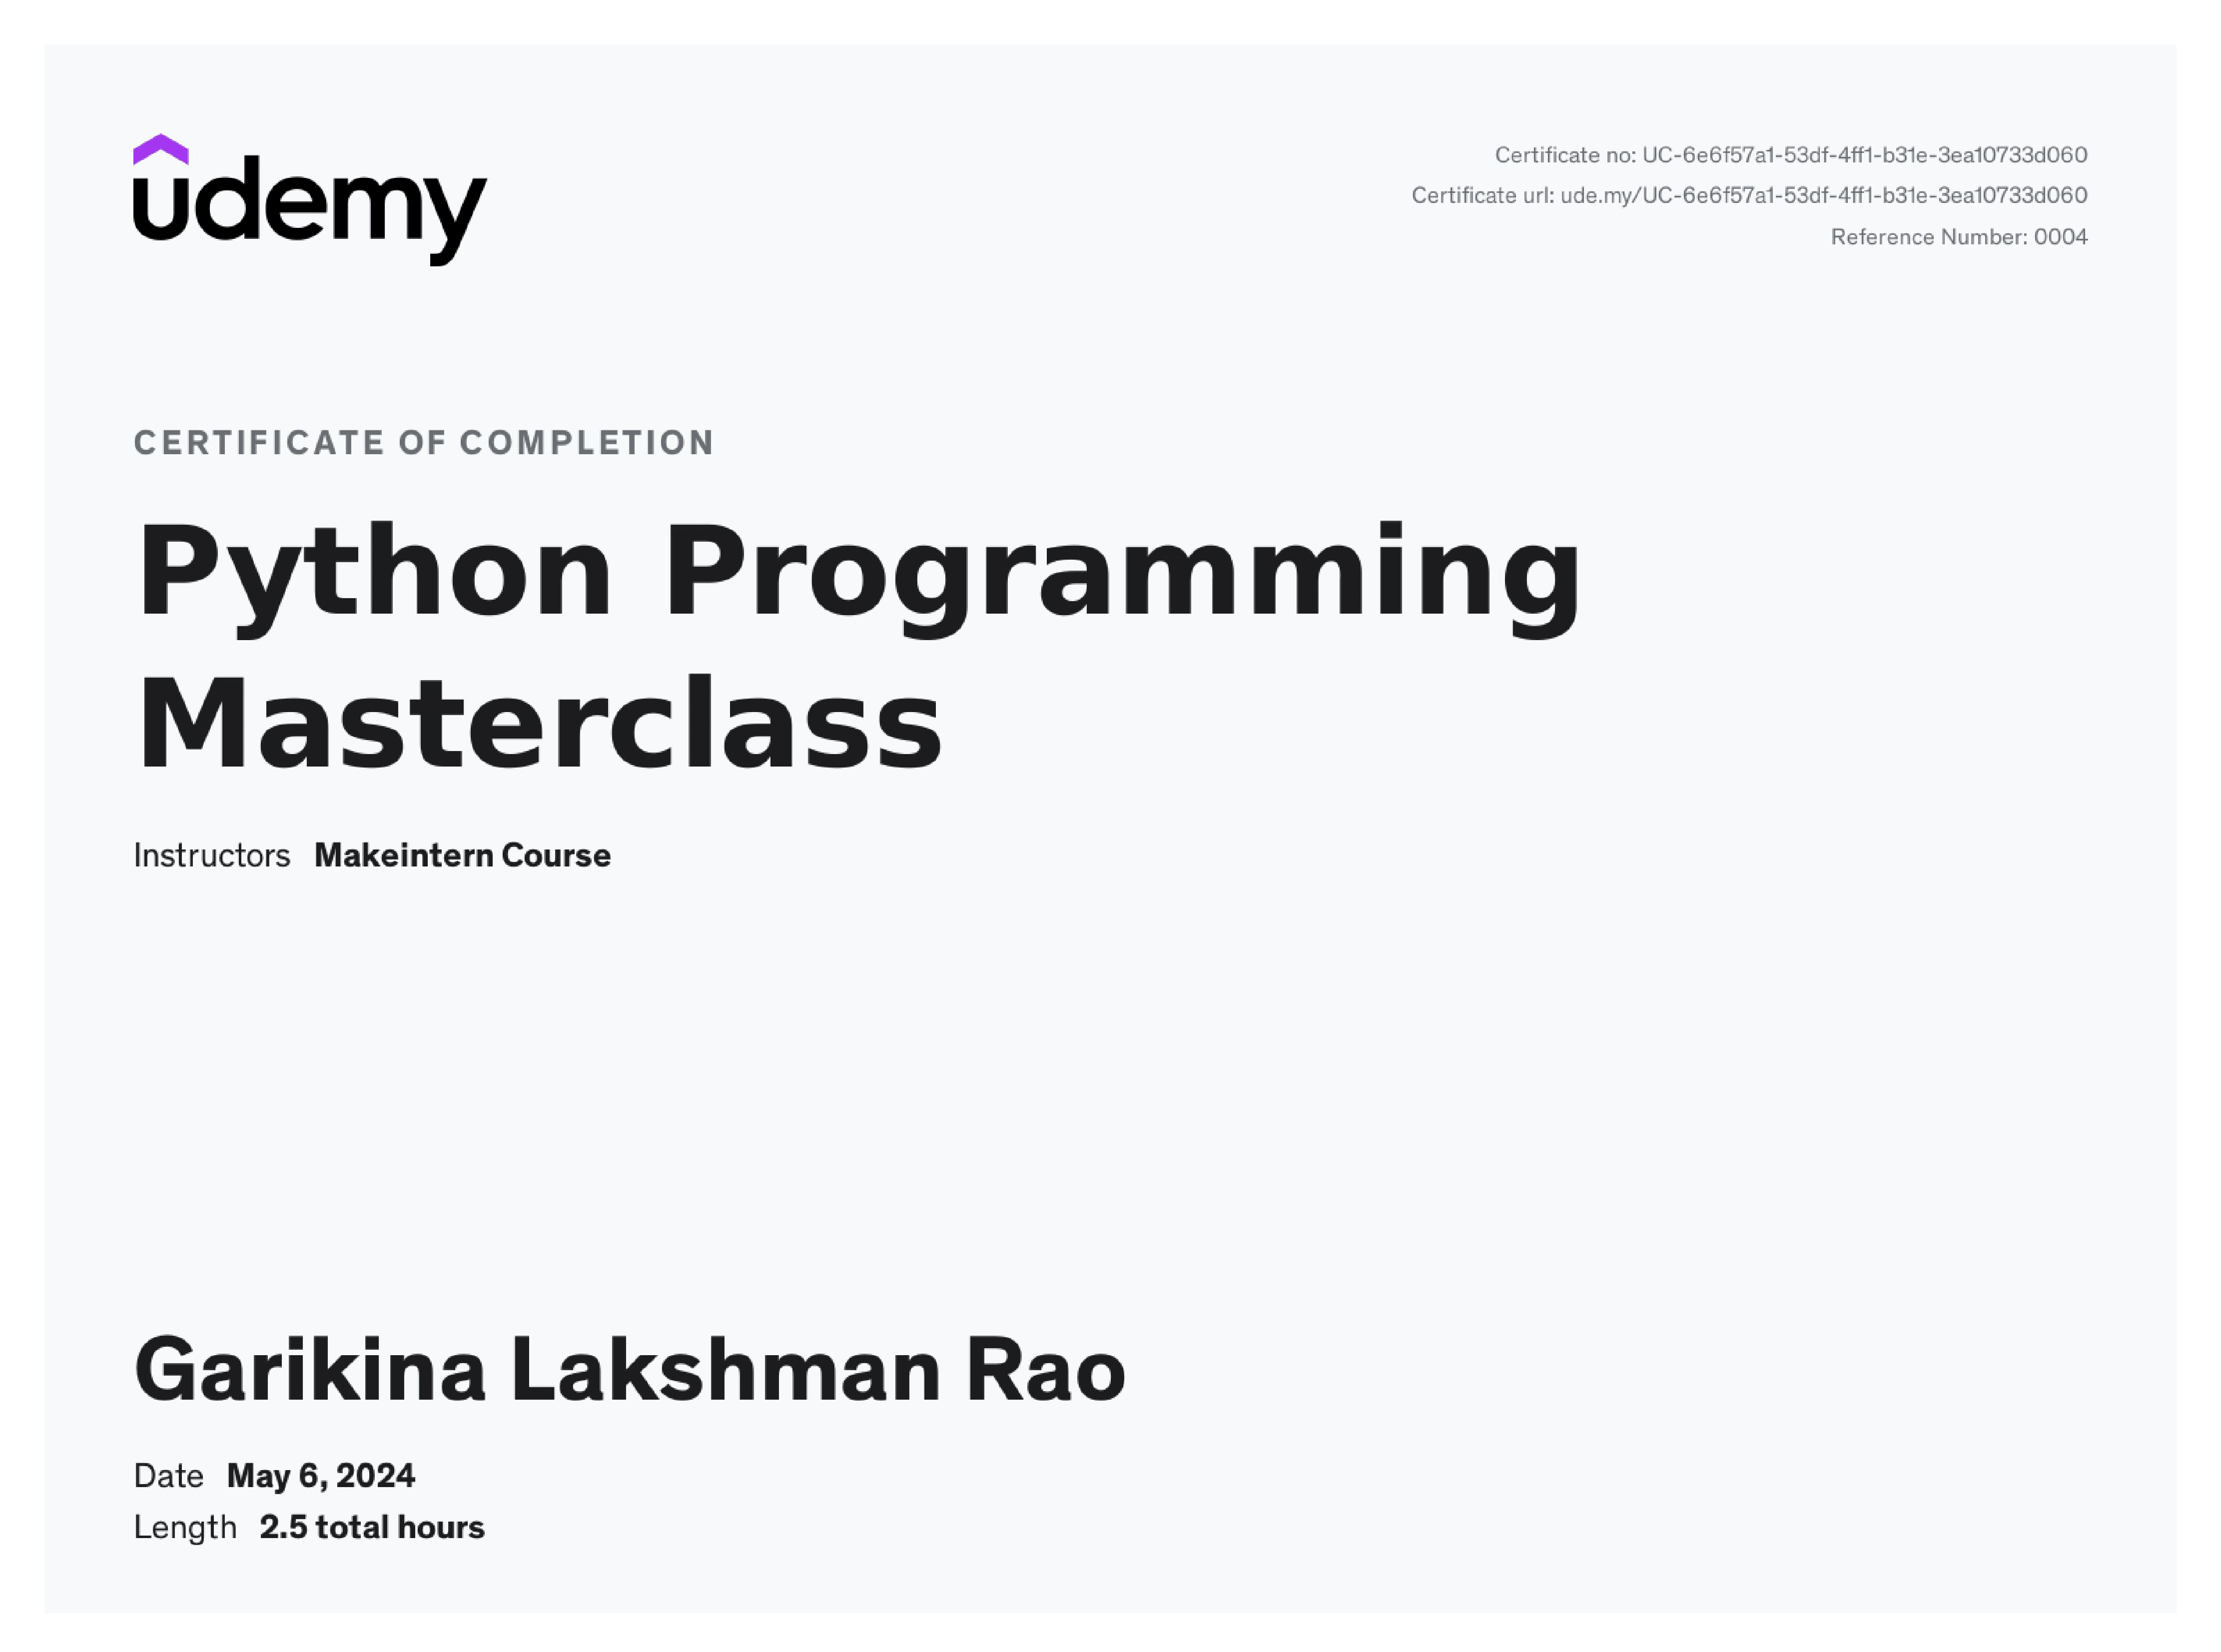 udemy
Certificate no: UC-6e6f57a1-53df-4ff1-b31e-3ea10733d060
Certificate url: ude.my/UC-6e6f57a1-53df-4ff1-b31e-3ea10733d060
Reference Number: 0004
CERTIFICATE OF COMPLETION
Python Programming
Masterclass
Instructors Makeintern Course
Garikina Lakshman Rao
Date May 6, 2024
Length 2.5 total hours